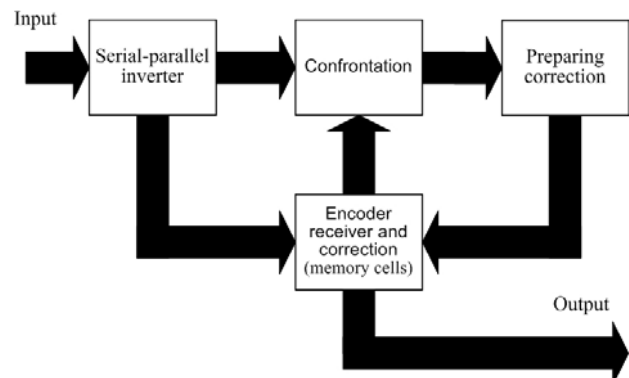 Input
Serial-parallel
inverter
Confrontation
Preparing
correction
Encoder
receiver and
correction
(memory cells)
Output